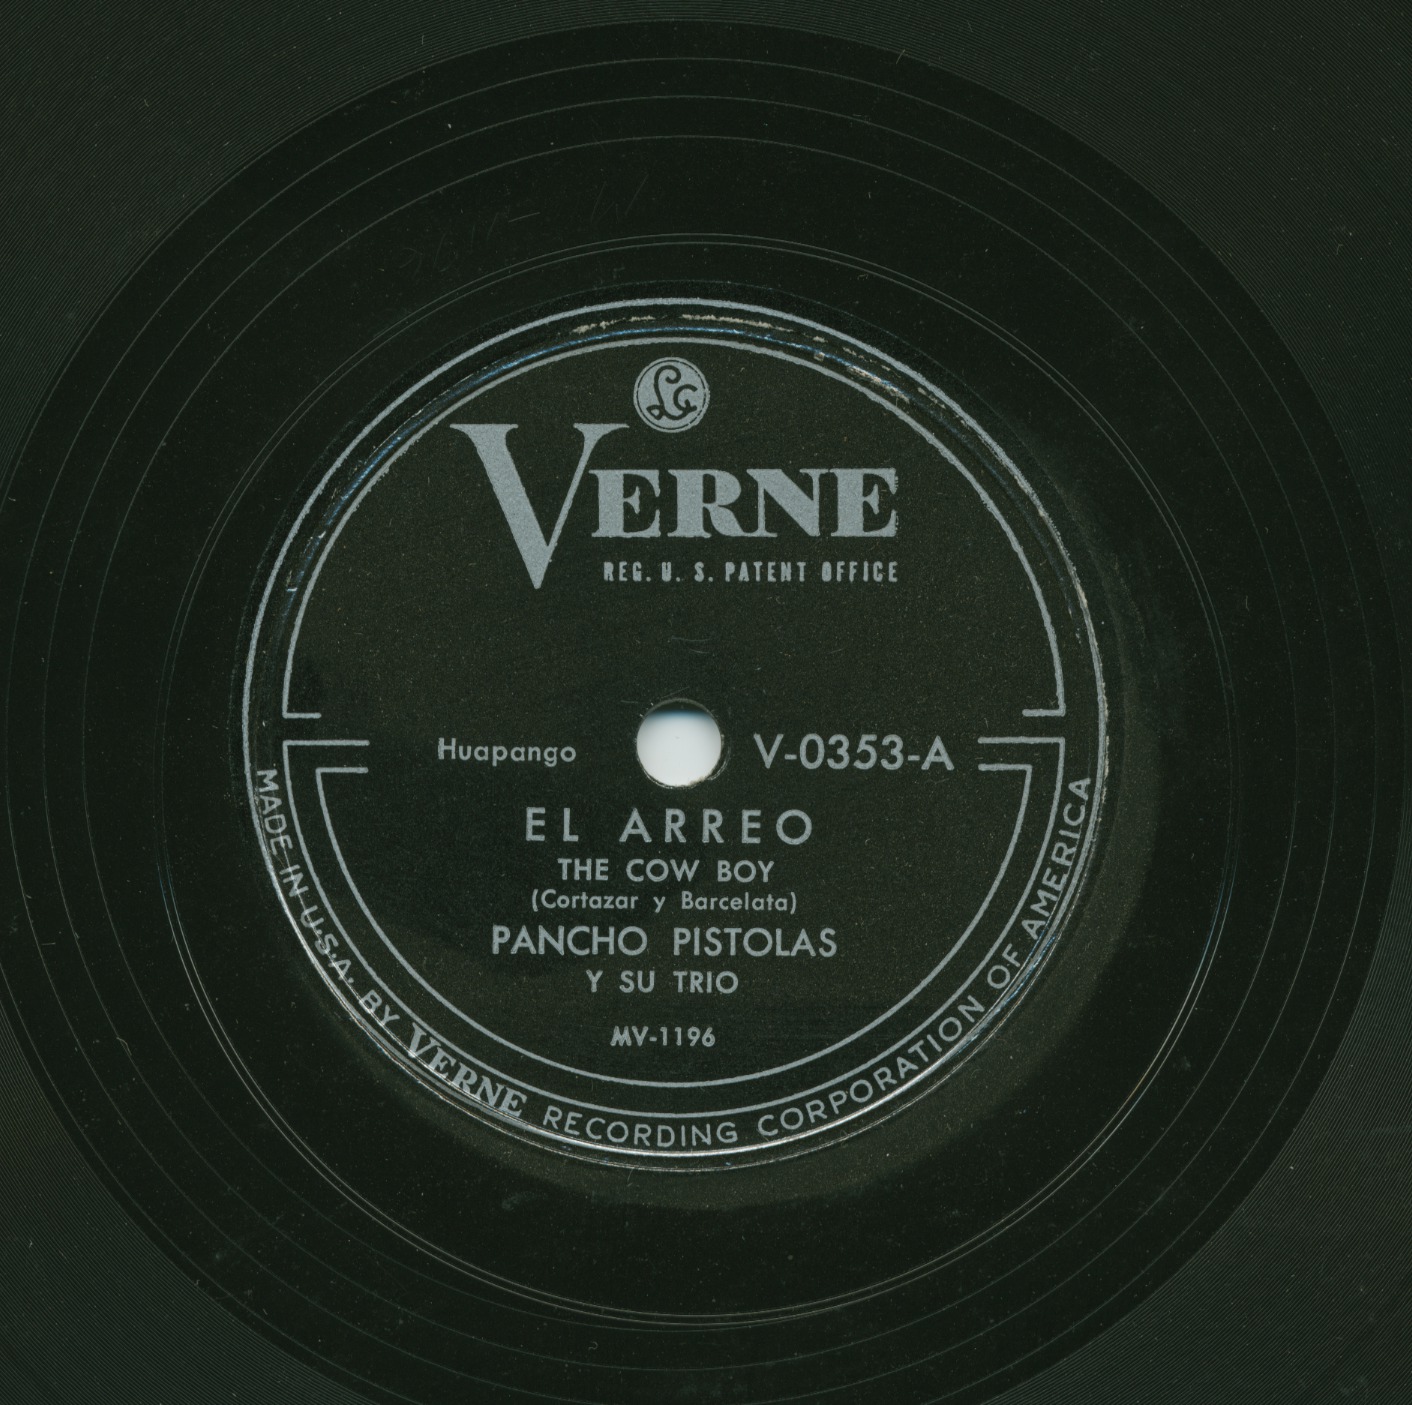 LG
VERNE
REG. U. S. PATENT OFFICE
Huapango
V-0353-A
EL ARREO
THE COW BOY
(Cortazar y Barcelata)
PANCHO PISTOLAS
Y SU TRIO
MV-1196
MADE IN U.S.A. BY VERNE RECORDING CORPORATION OF AMERICA